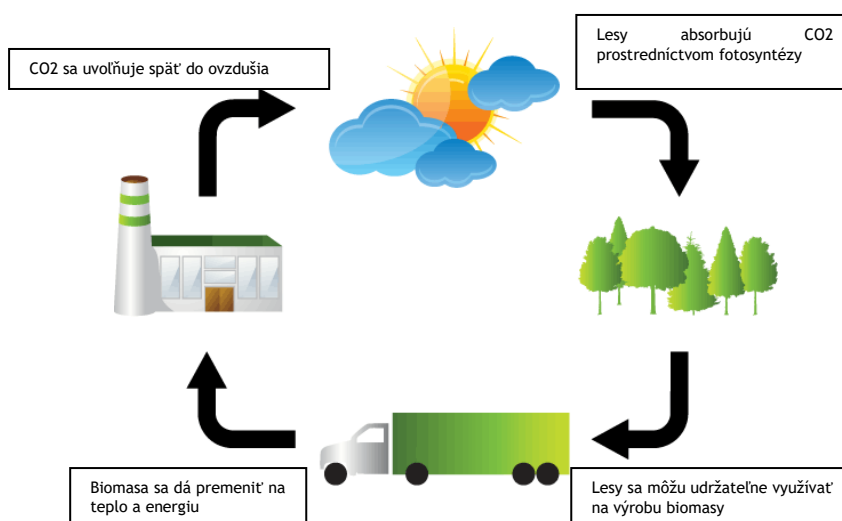 CO2 sa uvoľňuje späť do ovzdušia
Lesy absorbujú CO2
prostredníctvom fotosyntézy
Biomasa sa dá premeniť na
teplo a energiu
Lesy sa môžu udržateľne využívať
na výrobu biomasy